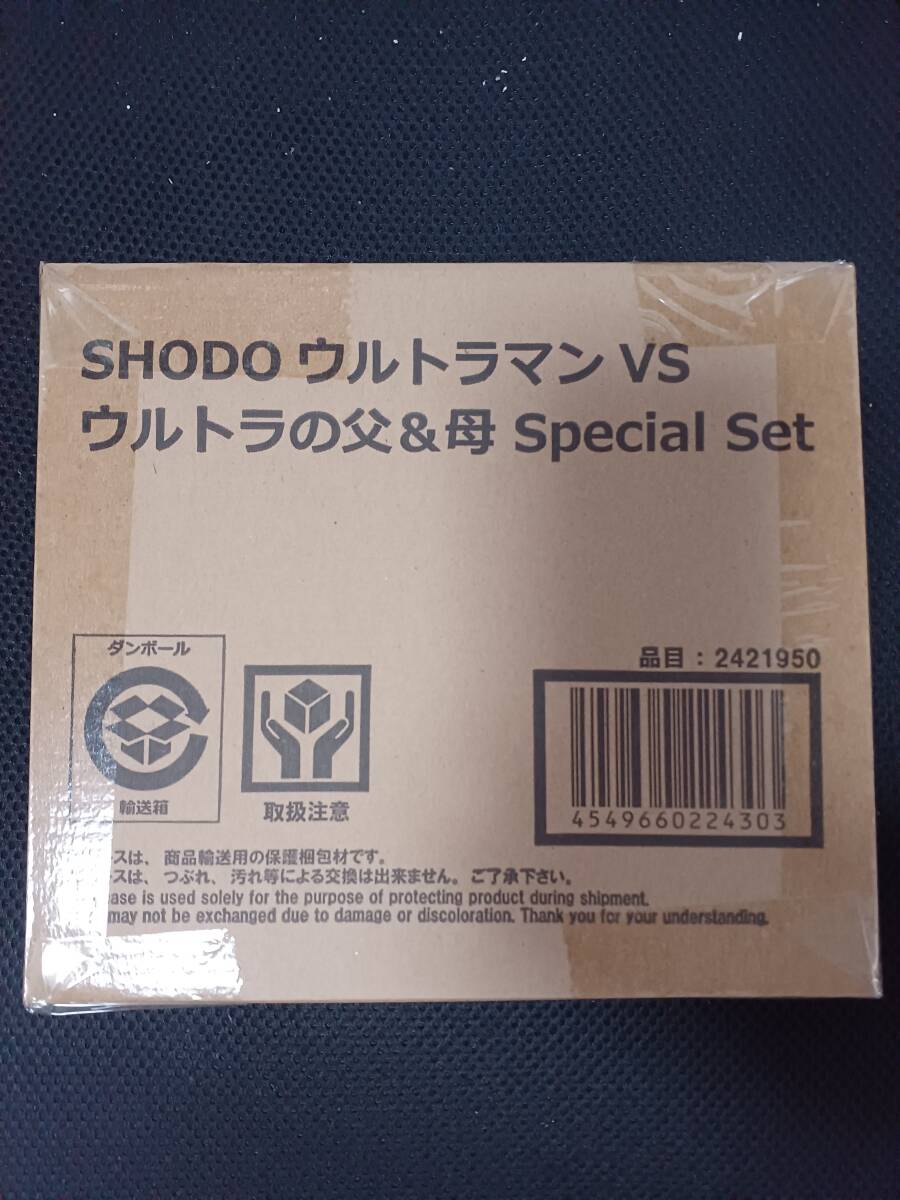 SHODO ウルトラマン VS
ウルトラの父&母 Special Set
ダンボール
輸送箱
取扱注意
品目：2421950
4549660224303
スは、商品輸送用の保護梱包材です。
スは、つぶれ、汚れ等による交換は出来ません。ご了承下さい。
ase is used solely for the purpose of protecting product during shipment.
may not be exchanged due to damage or discoloration. Thank you for your understanding.